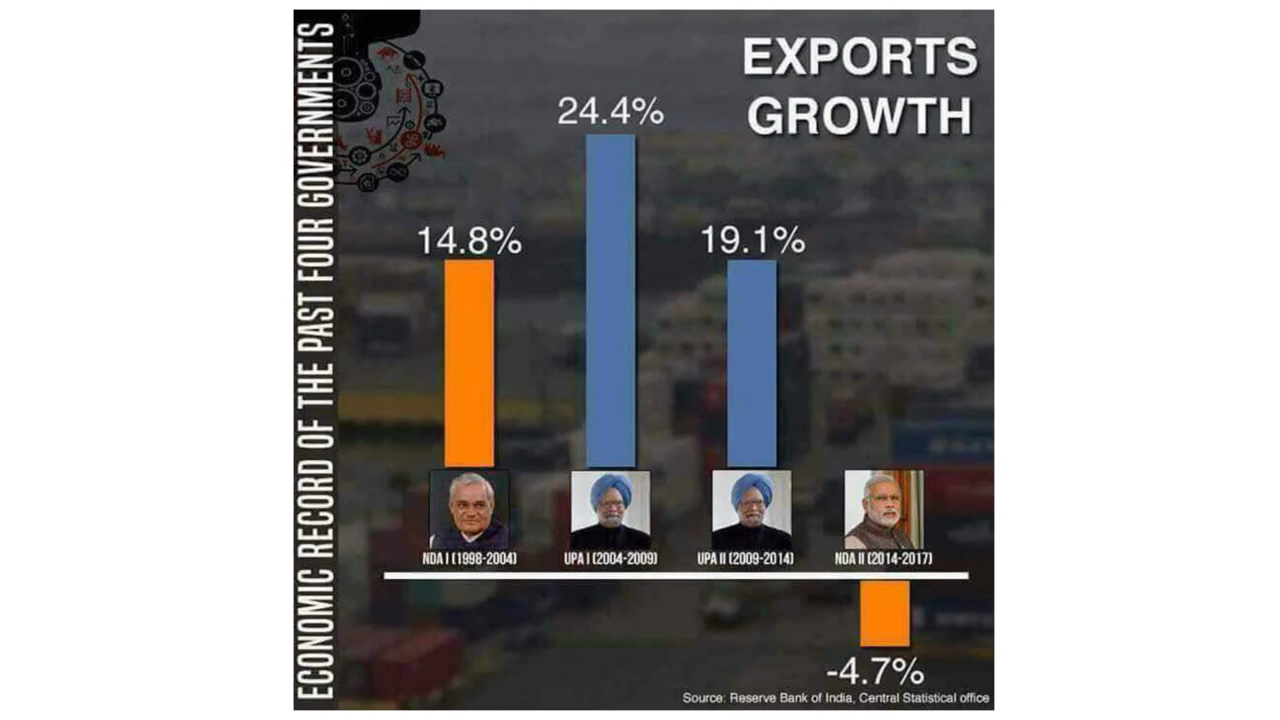 ECONOMIC RECORD OF THE PAST FOUR GOVERNMENTS
EXPORTS
GROWTH
24.4%
14.8%
19.1%
NDA I (1998-2004)
UPA I (2004-2009)
UPA II (2009-2014)
NDA II (2014-2017)
-4.7%
Source: Reserve Bank of India, Central Statistical office